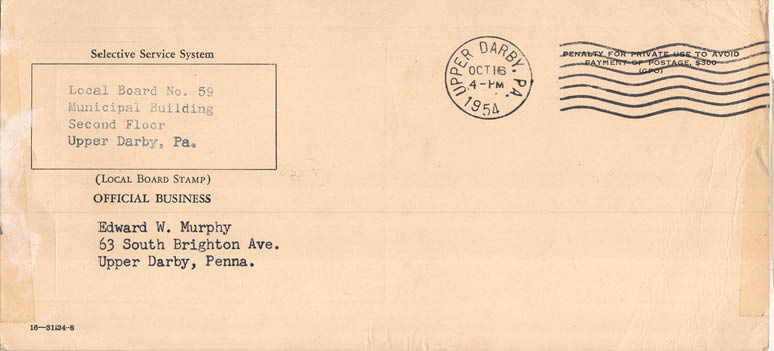 Selective Service System
Local Board No. 59
Municipal Building
Second Floor
Upper Darby, Pa.
(LOCAL BOARD STAMP)
OFFICIAL BUSINESS
UPPER DARBY, PA.
OCT 16
4-PM
1954
PENALTY FOR PRIVATE USE TO AVOID
PAYMENT OF POSTAGE, $300
(GPO)
Edward W. Murphy
63 South Brighton Ave.
Upper Darby, Penna.
16—31124-8